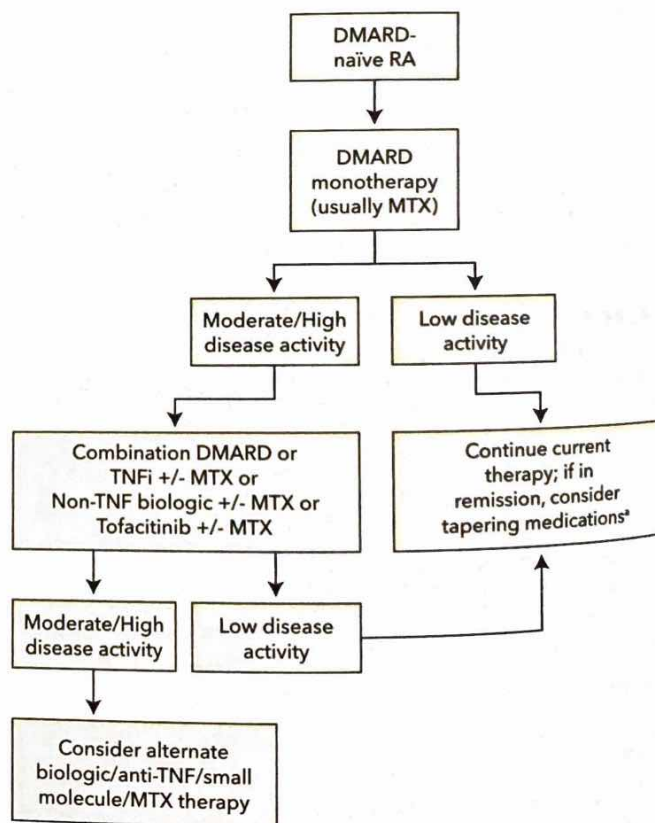 DMARD-
naïve RA
DMARD
monotherapy
(usually MTX)
Moderate/High
disease activity
Low disease
activity
Combination DMARD or
TNFi +/- MTX or
Non-TNF biologic +/- MTX or
Tofacitinib +/- MTX
Continue current
therapy; if in
remission, consider
tapering medicationsª
Moderate/High
disease activity
Low disease
activity
Consider alternate
biologic/anti-TNF/small
molecule/MTX therapy